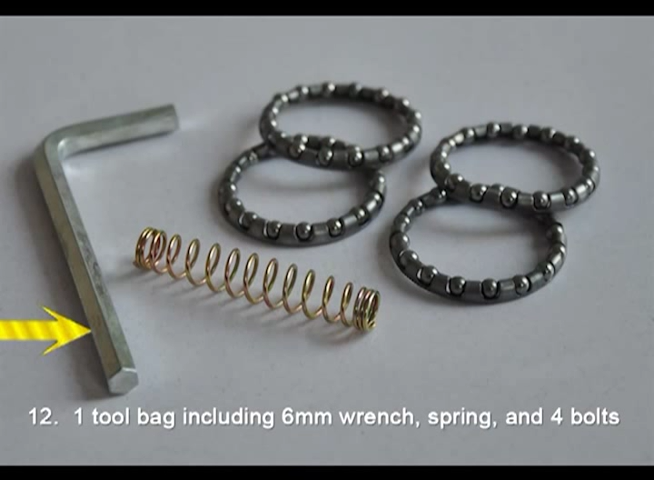 12.  1 tool bag including 6mm wrench, spring, and 4 bolts